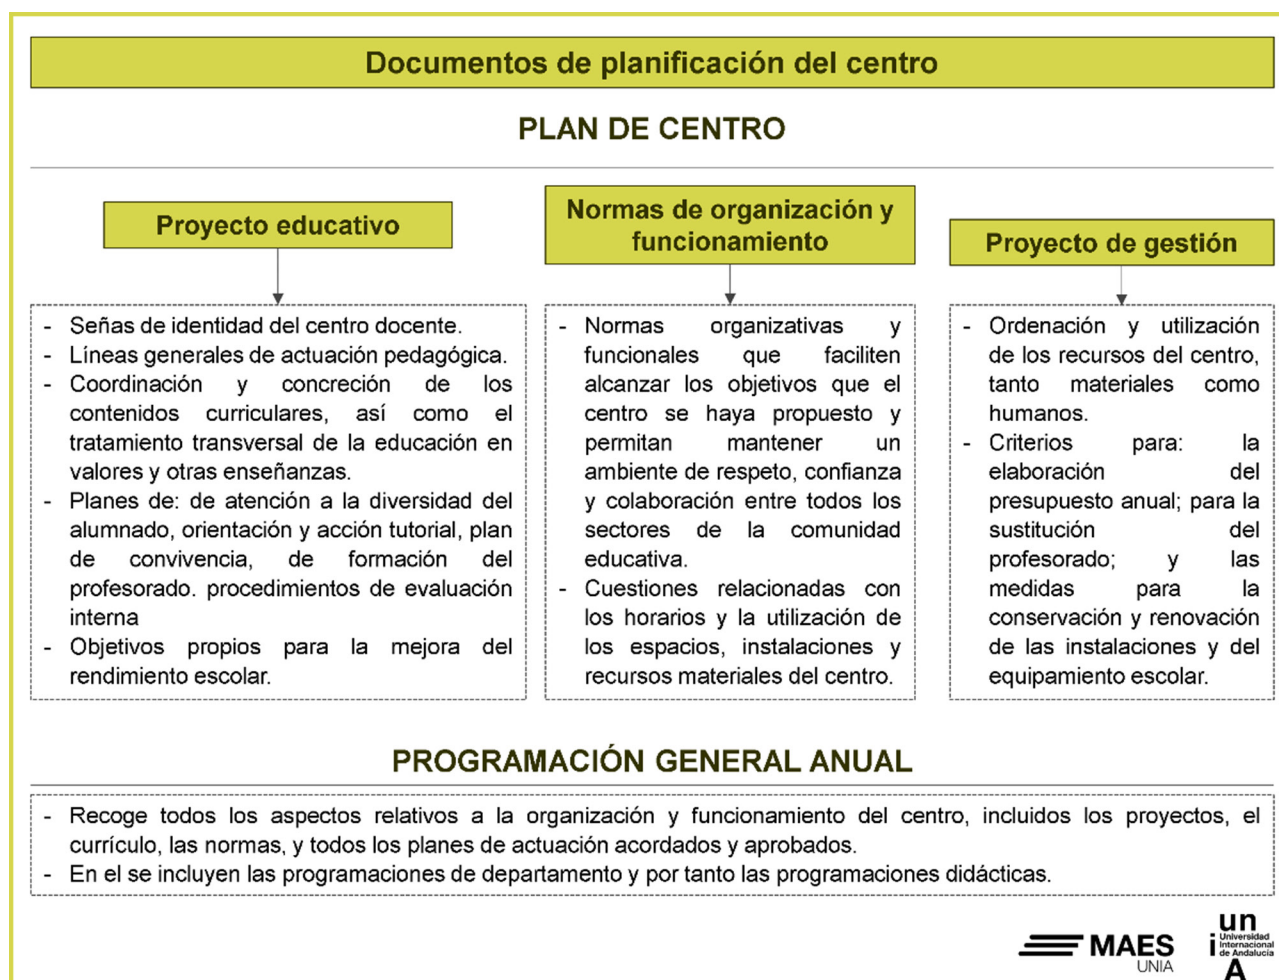 Documentos de planificación del centro
PLAN DE CENTRO
Proyecto educativo
- Señas de identidad del centro docente.
- Líneas generales de actuación pedagógica.
- Coordinación y concreción de los
contenidos curriculares, así como el
tratamiento transversal de la educación en
valores y otras enseñanzas.
- Planes de: de atención a la diversidad del
alumnado, orientación y acción tutorial, plan
de convivencia, de formación del
profesorado. procedimientos de evaluación
interna
- Objetivos propios para la mejora del
rendimiento escolar.
Normas de organización y
funcionamiento
- Normas organizativas y
funcionales que faciliten
alcanzar los objetivos que el
centro se haya propuesto y
permitan mantener un
ambiente de respeto, confianza
y colaboración entre todos los
sectores de la comunidad
educativa.
- Cuestiones relacionadas con
los horarios y la utilización de
los espacios, instalaciones y
recursos materiales del centro.
Proyecto de gestión
- Ordenación y utilización
de los recursos del centro,
tanto materiales como
humanos.
- Criterios para: la
elaboración del
presupuesto anual; para la
sustitución del
profesorado; y las
medidas para la
conservación y renovación
de las instalaciones y del
equipamiento escolar.
PROGRAMACIÓN GENERAL ANUAL
- Recoge todos los aspectos relativos a la organización y funcionamiento del centro, incluidos los proyectos, el
currículo, las normas, y todos los planes de actuación acordados y aprobados.
- En el se incluyen las programaciones de departamento y por tanto las programaciones didácticas.
MAES
UNIA
un
i
Universidad
Internacional
de Andalucía
A